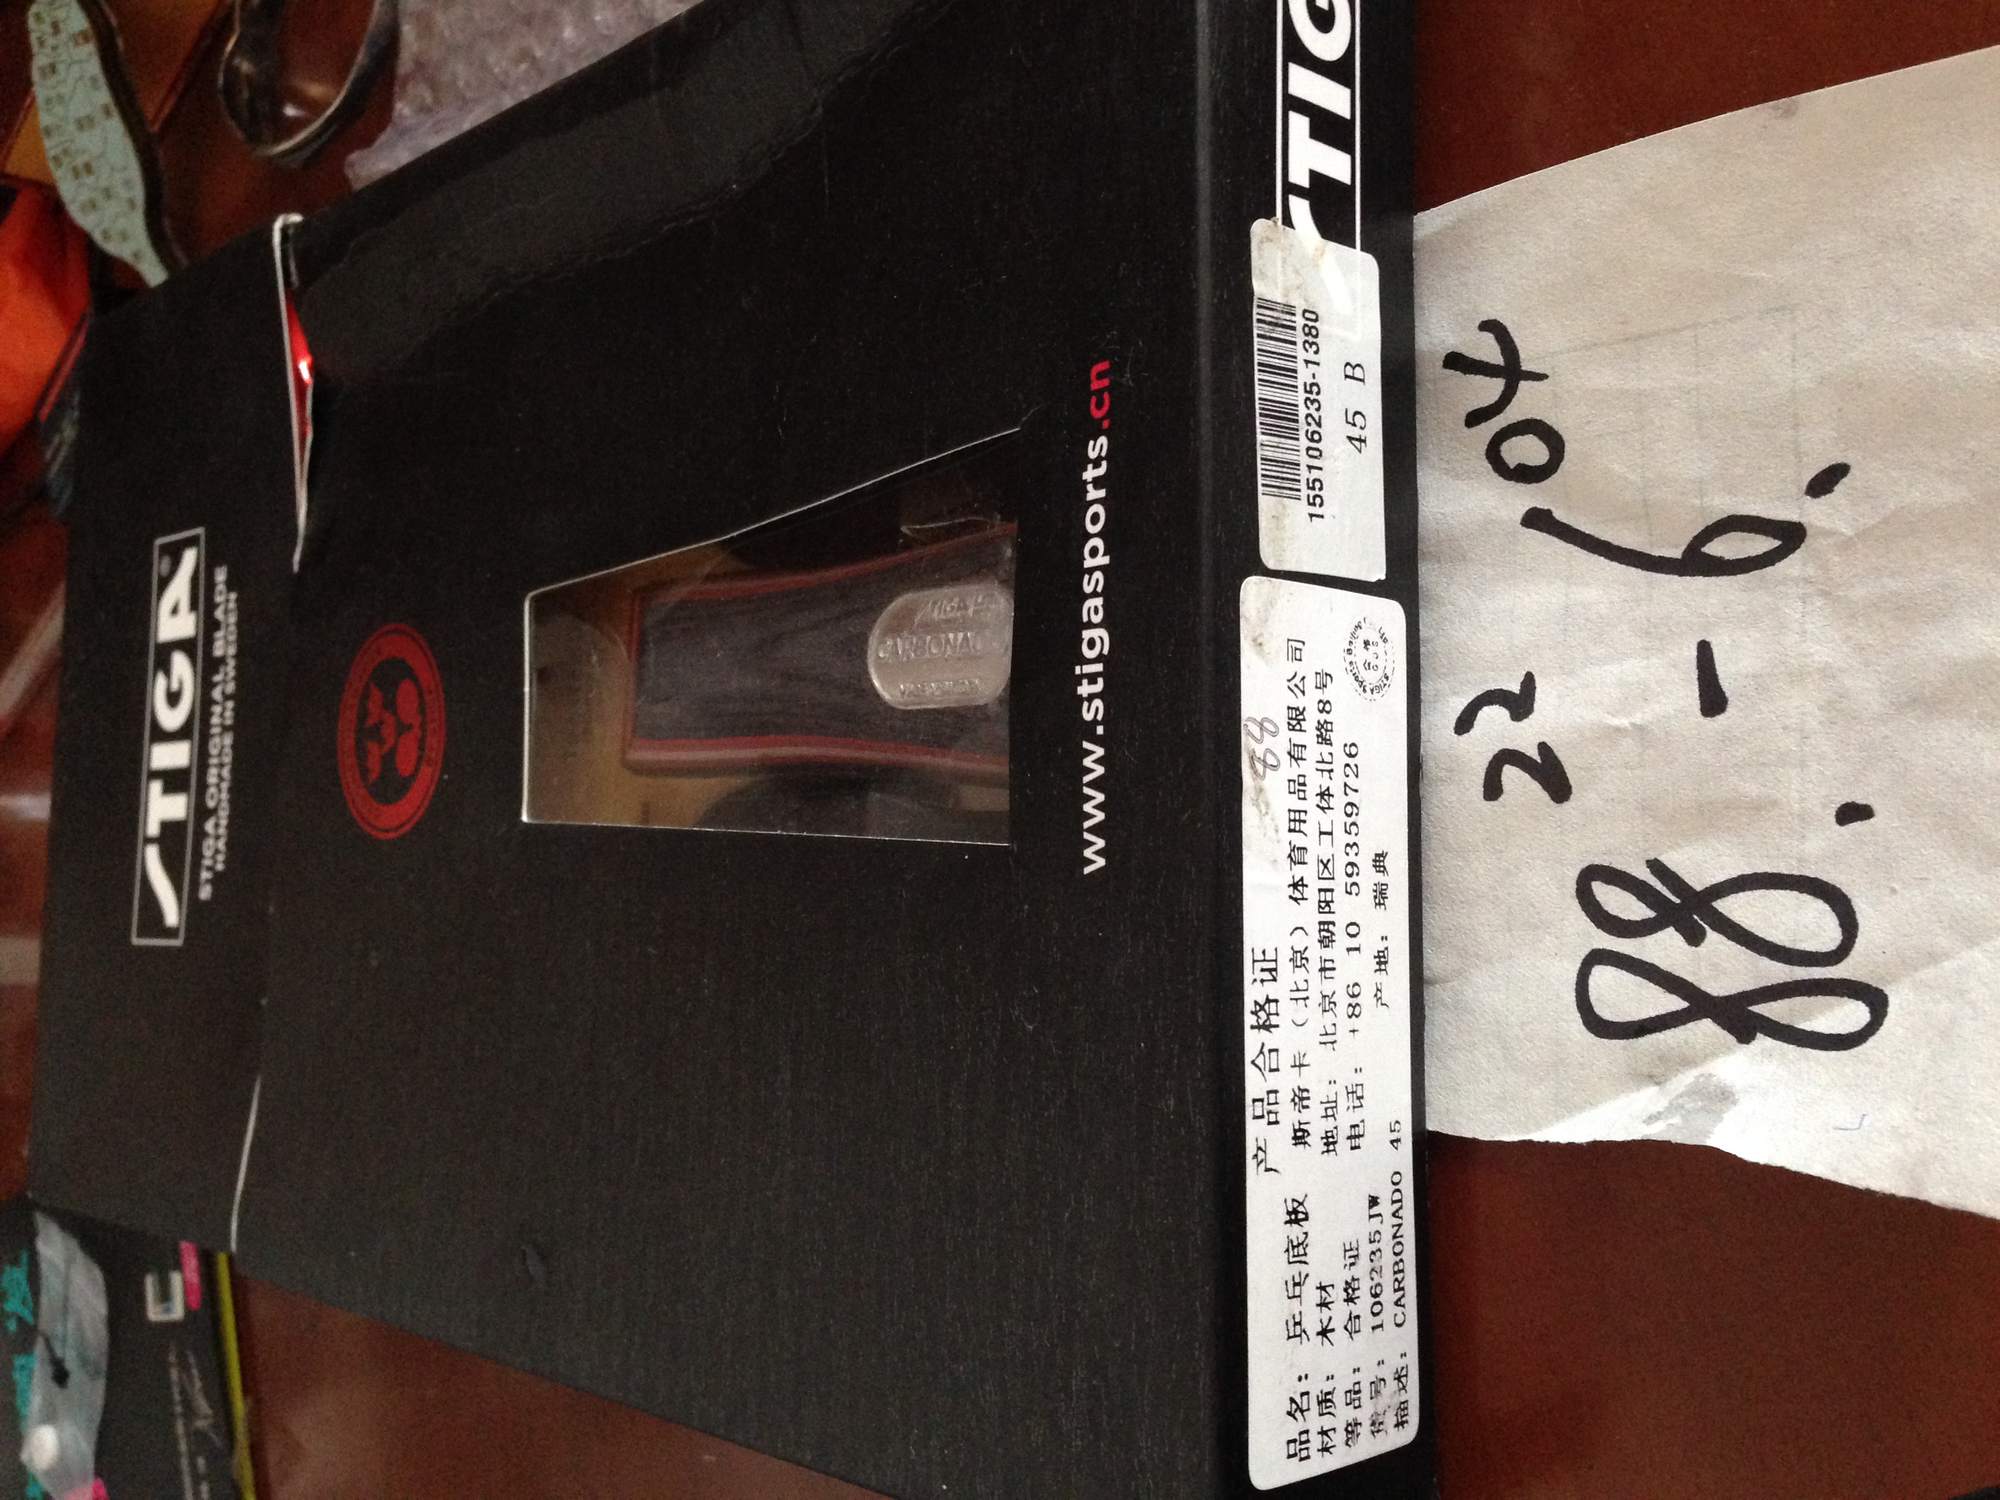 STIGA
STIGA ORIGINAL BLADE
HANDMADE IN SWEDEN
CARBONADO
www.stigasports.cn
STIG
155106235-1380
45 B
88
产品合格证
品名: 乒乓底板 斯帝卡（北京）体育用品有限公司
材质: 木材 地址: 北京市朝阳区工体北路8号
等品: 合格证 电话: +86 10 59359726
货号: 106235JW 产地: 瑞典
描述: CARBONADO 45
22 604
88. - 6.